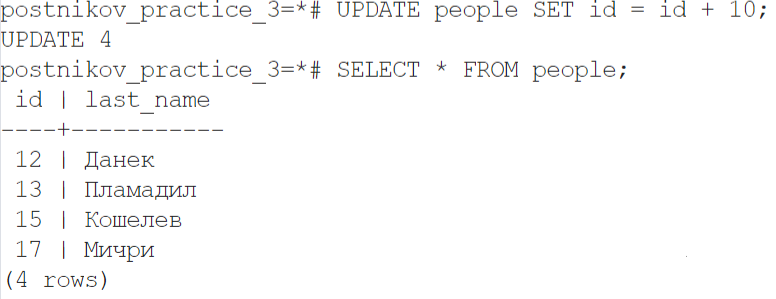 postnikov_practice_3=*# UPDATE people SET id = id + 10;
UPDATE 4
postnikov_practice_3=*# SELECT * FROM people;
 id | last_name
----+-----------
 12 | Данек
 13 | Пламадил
 15 | Кошелев
 17 | Мичри
(4 rows)